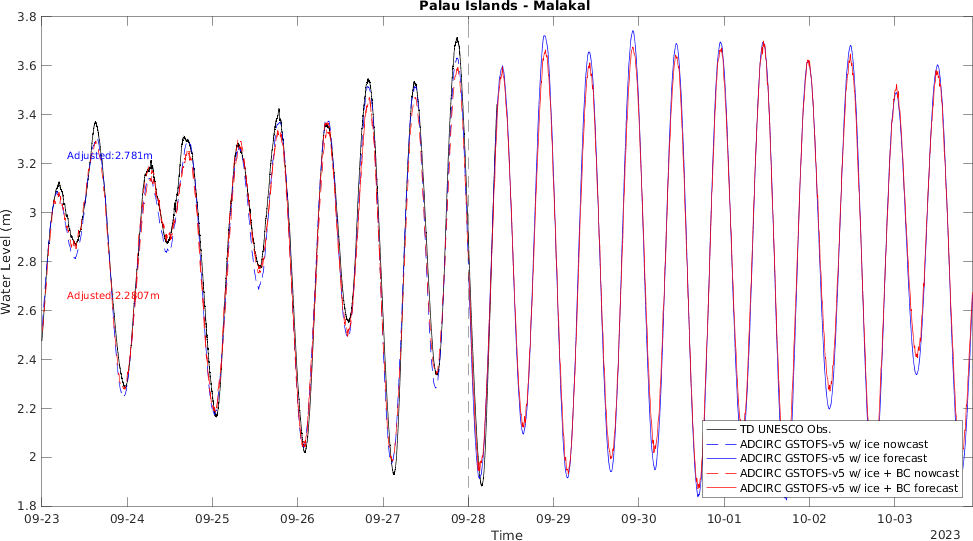 Palau Islands - Malakal
3.8
3.6
3.4
3.2
3
2.8
2.6
2.4
2.2
2
1.8
Water Level (m)
Adjusted:2.781m
Adjusted:2.2807m
TD UNESCO Obs.
ADCIRC GSTOFS-v5 w/ ice nowcast
ADCIRC GSTOFS-v5 w/ ice forecast
ADCIRC GSTOFS-v5 w/ ice + BC nowcast
ADCIRC GSTOFS-v5 w/ ice + BC forecast
09-23 09-24 09-25 09-26 09-27 09-28 09-29 09-30 10-01 10-02 10-03
Time
2023